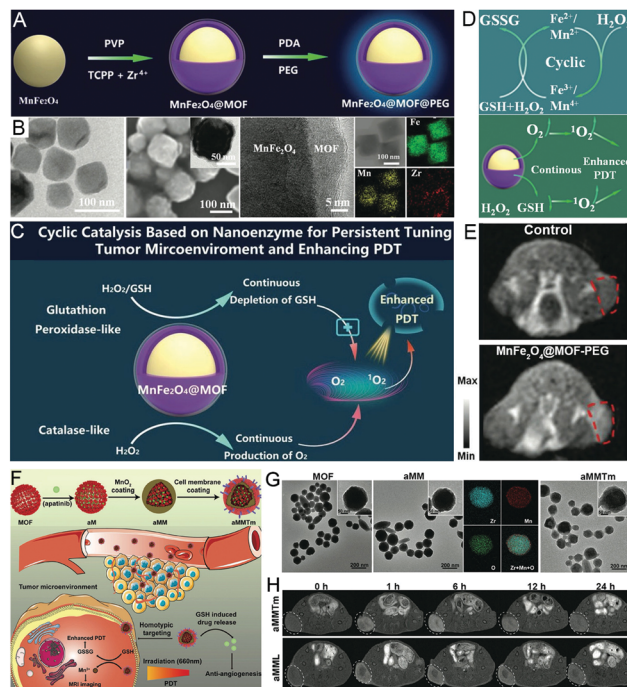 A
PVP
PDA
TCPP + Zr⁴⁺
PEG
MnFe₂O₄
MnFe₂O₄@MOF
MnFe₂O₄@MOF@PEG
B
100 nm
50 nm
100 nm
MnFe₂O₄
MOF
5 nm
100 nm
Fe
Mn
Zr
C
Cyclic Catalysis Based on Nanoenzyme for Persistent Tuning
Tumor Mircoenviroment and Enhancing PDT
H₂O₂/GSH
Continuous
Depletion of GSH
Glutathion
Peroxidase-like
Enhanced
PDT
MnFe₂O₄@MOF
O₂
¹O₂
Catalase-like
H₂O₂
Continuous
Production of O₂
D
GSSG
Fe²⁺/
Mn²⁺
H₂O
Cyclic
GSH+H₂O₂
Fe³⁺/
Mn⁴⁺
O₂
¹O₂
Continous
Enhanced
PDT
H₂O₂
GSH
¹O₂
E
Control
MnFe₂O₄@MOF-PEG
Max
Min
F
(apatinib)
MnO₂
coating
Cell membrane
coating
MOF
aM
aMM
aMMTm
Tumor microenvironment
Homotypic
targeting
GSH induced
drug release
Enhanced PDT
GSSG
GSH
Mn²⁺
MRI imaging
Irradiation (660nm)
PDT
Anti-angiogenesis
G
MOF
aMM
aMMTm
200 nm
200 nm
Zr
Mn
O
Zr+Mn+O
200 nm
H
0 h
1 h
6 h
12 h
24 h
aMMTm
aMML